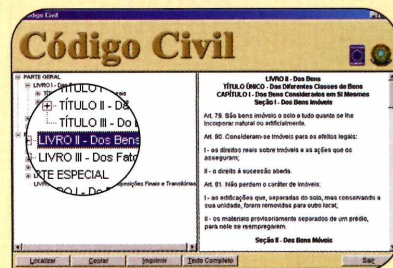 Código Civil
Código Civil
PARTE GERAL
LIVRO I - Das
TÍTULO I
TÍTULO II - D
TÍTULO III - Do
LIVRO II - Dos Bens
LIVRO III - Dos Fato
PARTE ESPECIAL
LIVRO I - Do
Disposições Finais e Transitórias
LIVRO II - Dos Bens
TÍTULO ÚNICO - Das Diferentes Classes de Bens
CAPÍTULO I - Dos Bens Considerados em Si Mesmos
Seção I - Dos Bens Imóveis
Art. 79. São bens imóveis o solo e tudo quanto se lhe
incorporar natural ou artificialmente.
Art. 80. Consideram-se imóveis para os efeitos legais:
I - os direitos reais sobre imóveis e as ações que os
asseguram;
II - o direito à sucessão aberta.
Art. 81. Não perdem o caráter de imóveis:
I - as edificações que, separadas do solo, mas conservando a
sua unidade, forem removidas para outro local;
II - os materiais provisoriamente separados de um prédio,
para nele se reempregarem.
Seção II - Dos Bens Móveis
Localizar Copiar Imprimir Texto Completo Sair